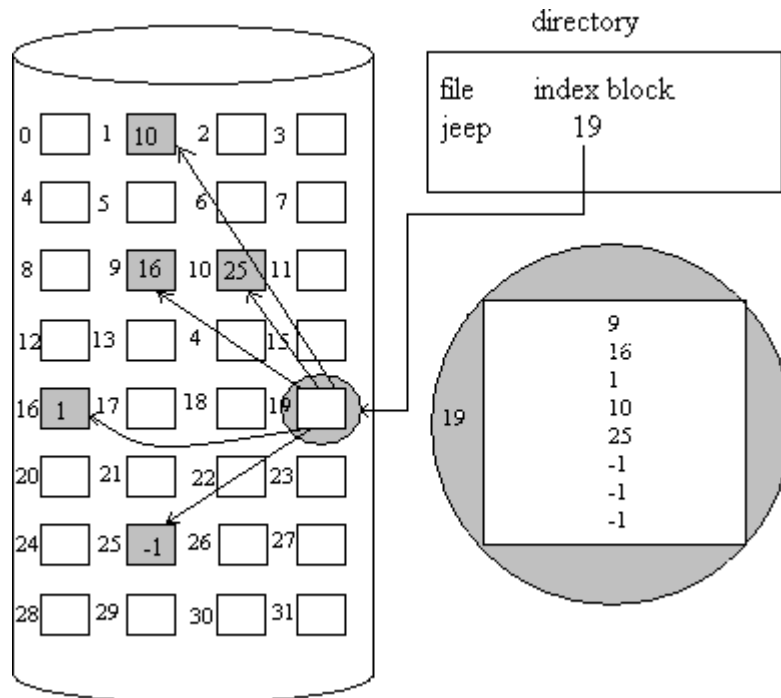 directory
file index block
jeep 19
0 1 10 2 3
4 5 6 7
8 9 16 10 25 11
12 13 4 15
16 1 17 18 19
20 21 22 23
24 25 -1 26 27
28 29 30 31
19
9
16
1
10
25
-1
-1
-1